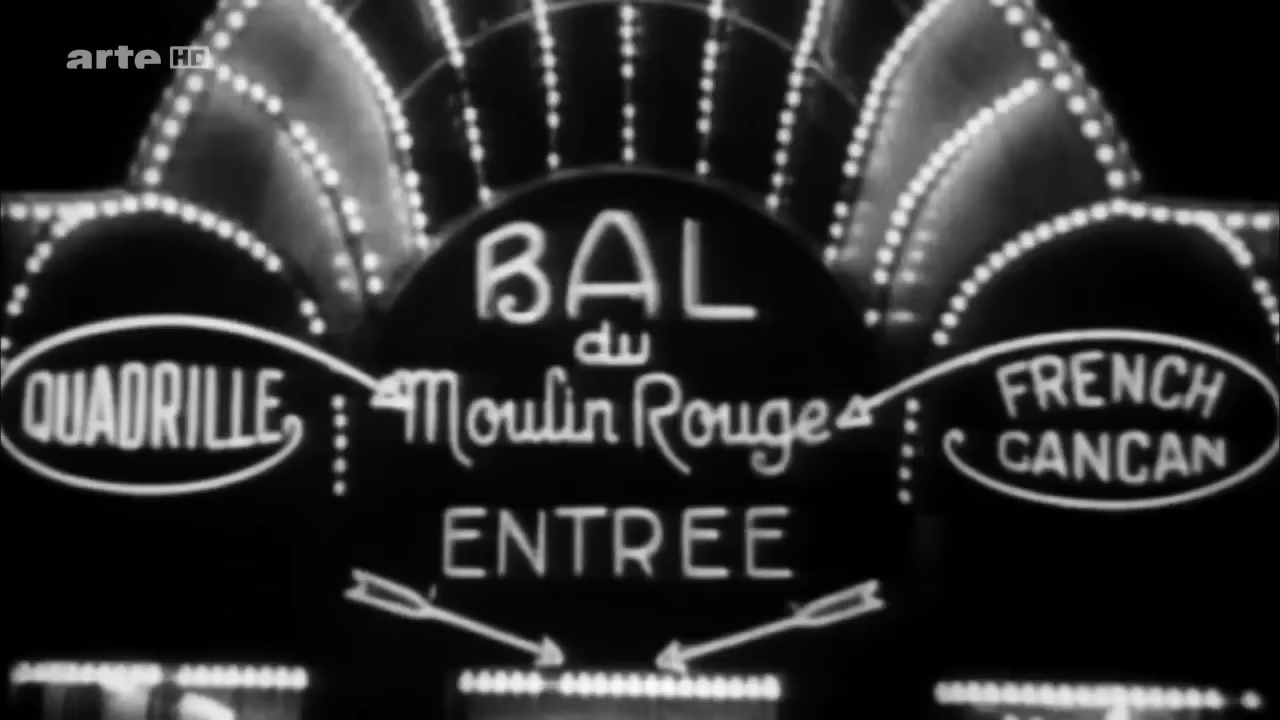 arte HD
BAL
du
Moulin Rouge
QUADRILLE
FRENCH
CANCAN
ENTREE